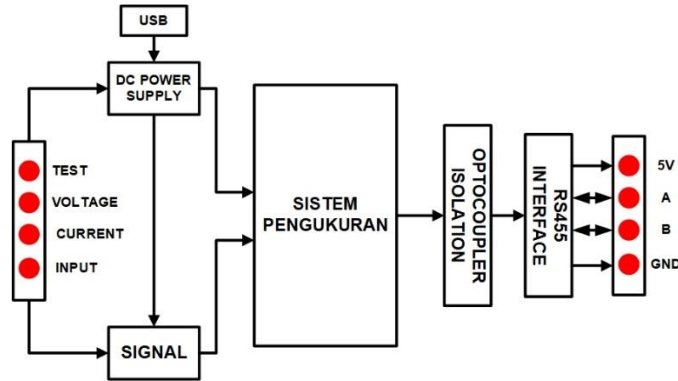 USB
DC POWER
SUPPLY
TEST
VOLTAGE
CURRENT
INPUT
SIGNAL
SISTEM
PENGUKURAN
OPTOCOUPLER
ISOLATION
RS455
INTERFACE
5V
A
B
GND